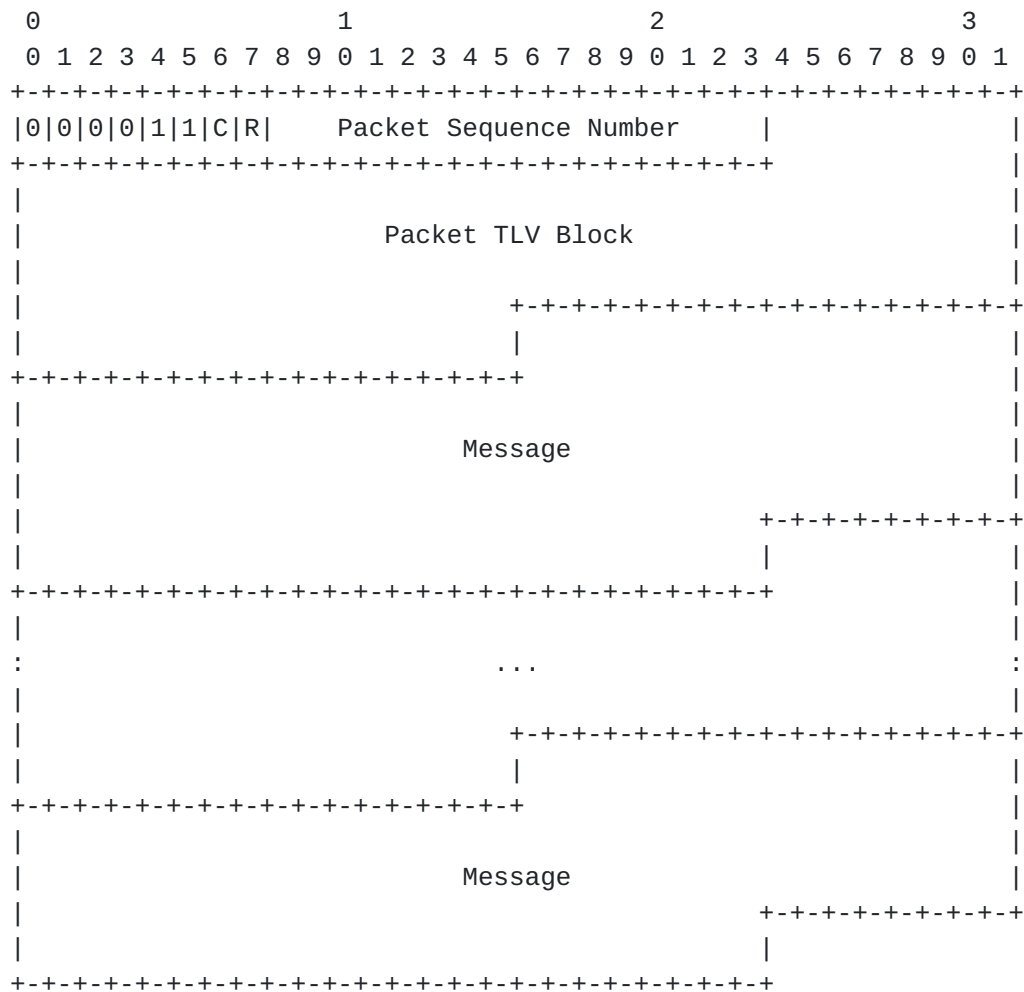 0                   1                   2                   3
 0 1 2 3 4 5 6 7 8 9 0 1 2 3 4 5 6 7 8 9 0 1 2 3 4 5 6 7 8 9 0 1
+-+-+-+-+-+-+-+-+-+-+-+-+-+-+-+-+-+-+-+-+-+-+-+-+-+-+-+-+-+-+-+-+
|0|0|0|0|1|1|C|R|    Packet Sequence Number     |               |
+-+-+-+-+-+-+-+-+-+-+-+-+-+-+-+-+-+-+-+-+-+-+-+-+               |
|                                                               |
|                       Packet TLV Block                        |
|                                                               |
|                               +-+-+-+-+-+-+-+-+-+-+-+-+-+-+-+-+
|                               |                               |
+-+-+-+-+-+-+-+-+-+-+-+-+-+-+-+-+                               |
|                                                               |
|                            Message                            |
|                                                               |
|                                               +-+-+-+-+-+-+-+-+
|                                               |               |
+-+-+-+-+-+-+-+-+-+-+-+-+-+-+-+-+-+-+-+-+-+-+-+-+               |
|                                                               |
:                              ...                              :
|                                                               |
|                               +-+-+-+-+-+-+-+-+-+-+-+-+-+-+-+-+
|                               |                               |
+-+-+-+-+-+-+-+-+-+-+-+-+-+-+-+-+                               |
|                                                               |
|                            Message                            |
|                                               +-+-+-+-+-+-+-+-+
|                                               |
+-+-+-+-+-+-+-+-+-+-+-+-+-+-+-+-+-+-+-+-+-+-+-+-+